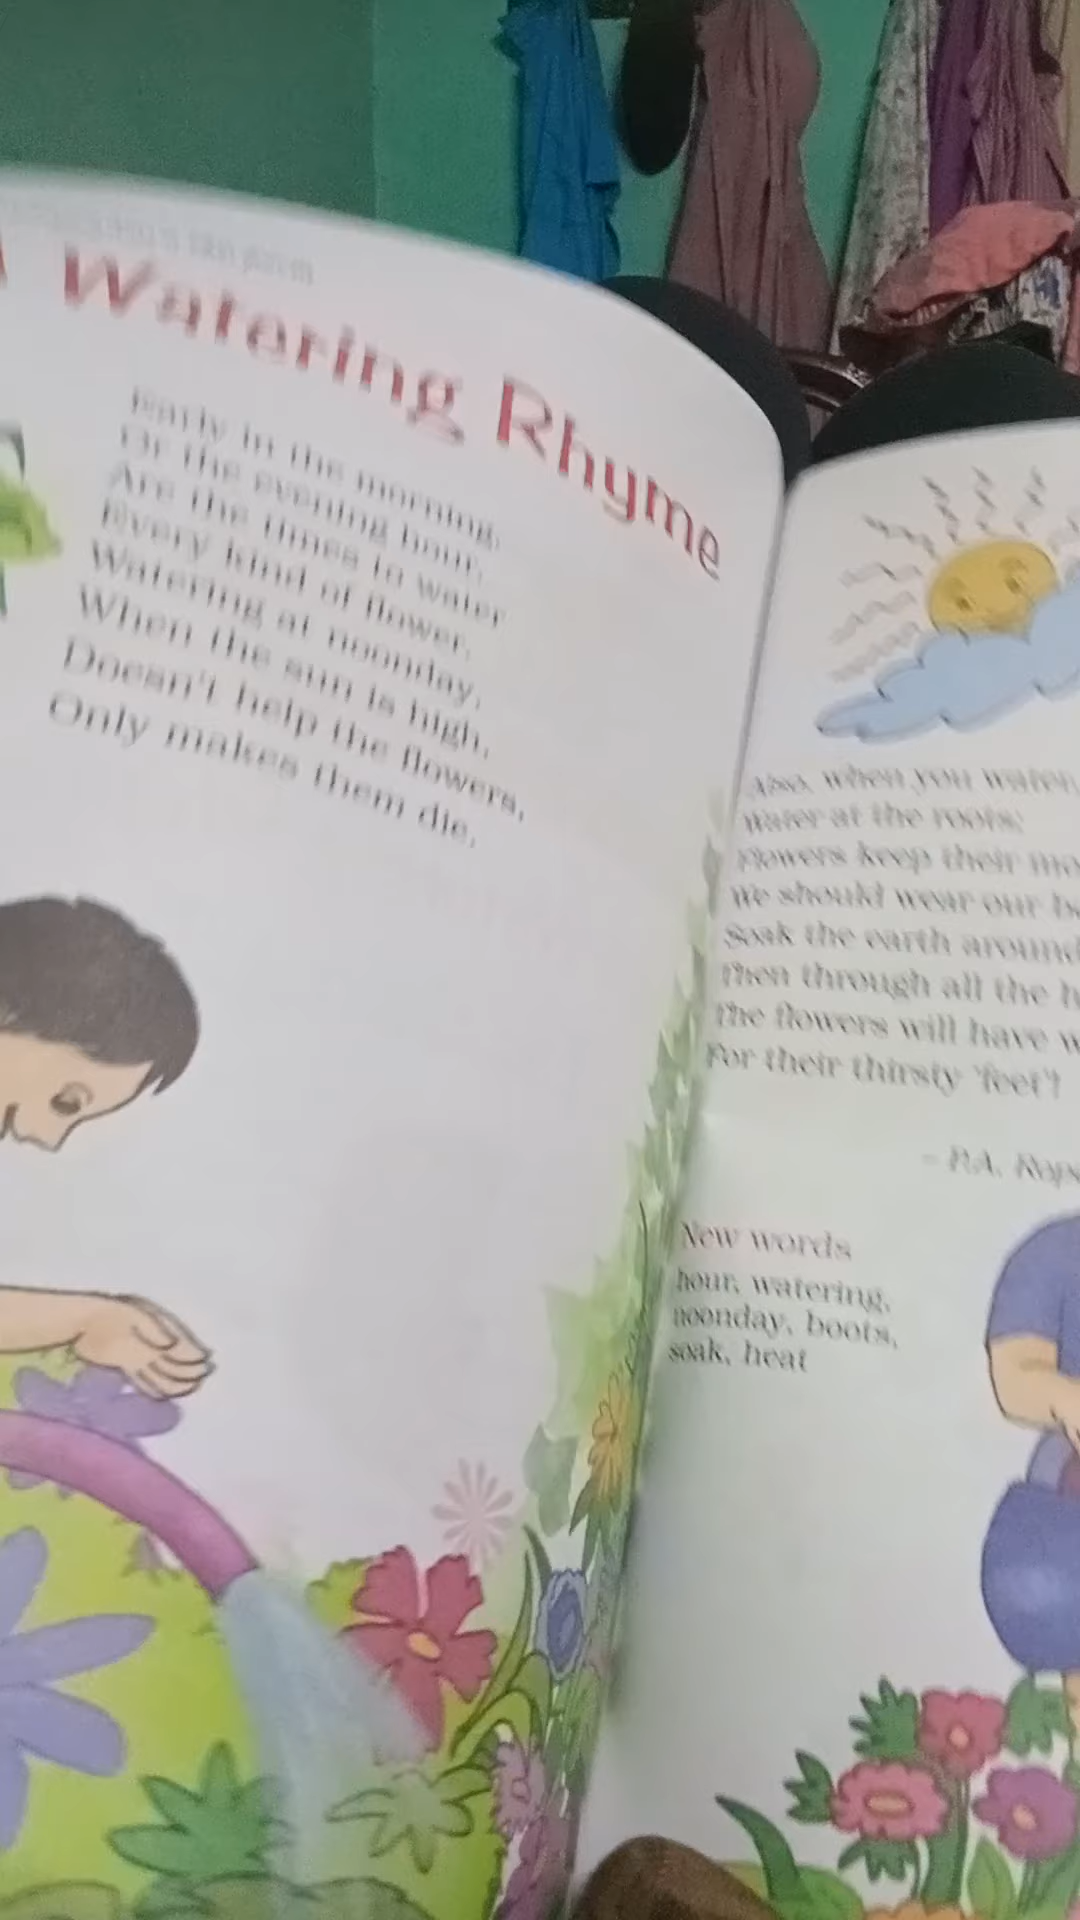 Watering Rhyme
Early in the morning,
Or the evening hour,
Are the times to water
Every kind of flower.
Watering at noonday,
When the sun is high,
Doesn't help the flowers,
Only makes them die.
Also, when you water,
Water at the roots;
Flowers keep their
We should wear our
Soak the earth around
Then through all the
The flowers will have
For their thirsty 'feet'!
– P.A.
New words
hour, watering,
noonday, boots,
soak, heat